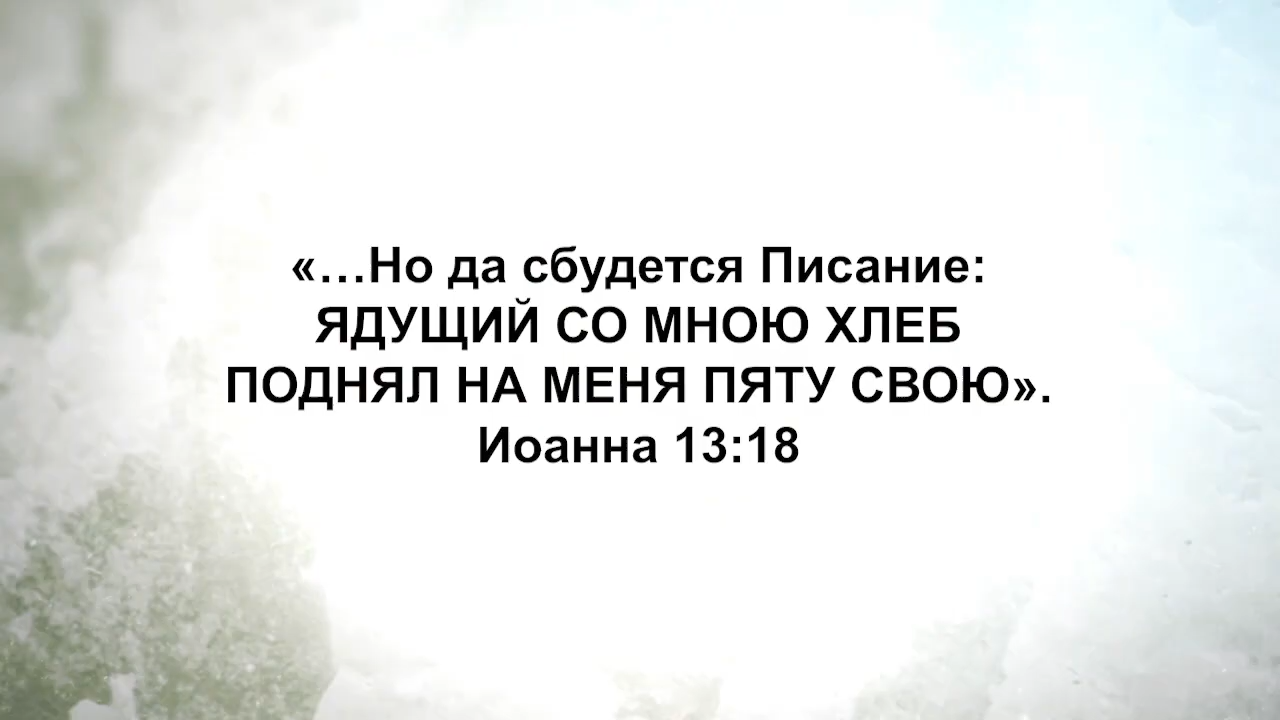 «…Но да сбудется Писание:
ЯДУЩИЙ СО МНОЮ ХЛЕБ
ПОДНЯЛ НА МЕНЯ ПЯТУ СВОЮ».
Иоанна 13:18